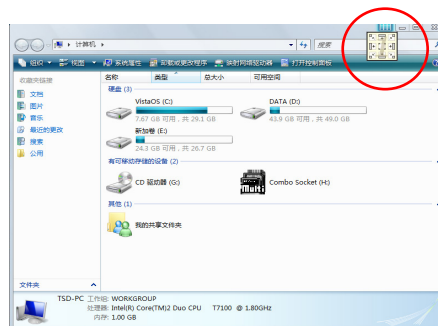 计算机
搜索
组织 视图 系统属性 卸载或更改程序 映射网络驱动器 打开控制面板
收藏夹链接
文档
图片
音乐
最近的更改
搜索
公用
文件夹
名称 类型 总大小 可用空间
硬盘 (3)
VistaOS (C:)
7.67 GB 可用，共 29.1 GB
DATA (D:)
43.9 GB 可用，共 49.0 GB
新加卷 (E:)
24.3 GB 可用，共 26.7 GB
有可移动存储的设备 (2)
CD 驱动器 (G:)
Combo Socket (H:)
Multi
其他 (1)
我的共享文件夹
TSD-PC 工作组: WORKGROUP
处理器: Intel(R) Core(TM)2 Duo CPU T7100 @ 1.80GHz
内存: 1.00 GB